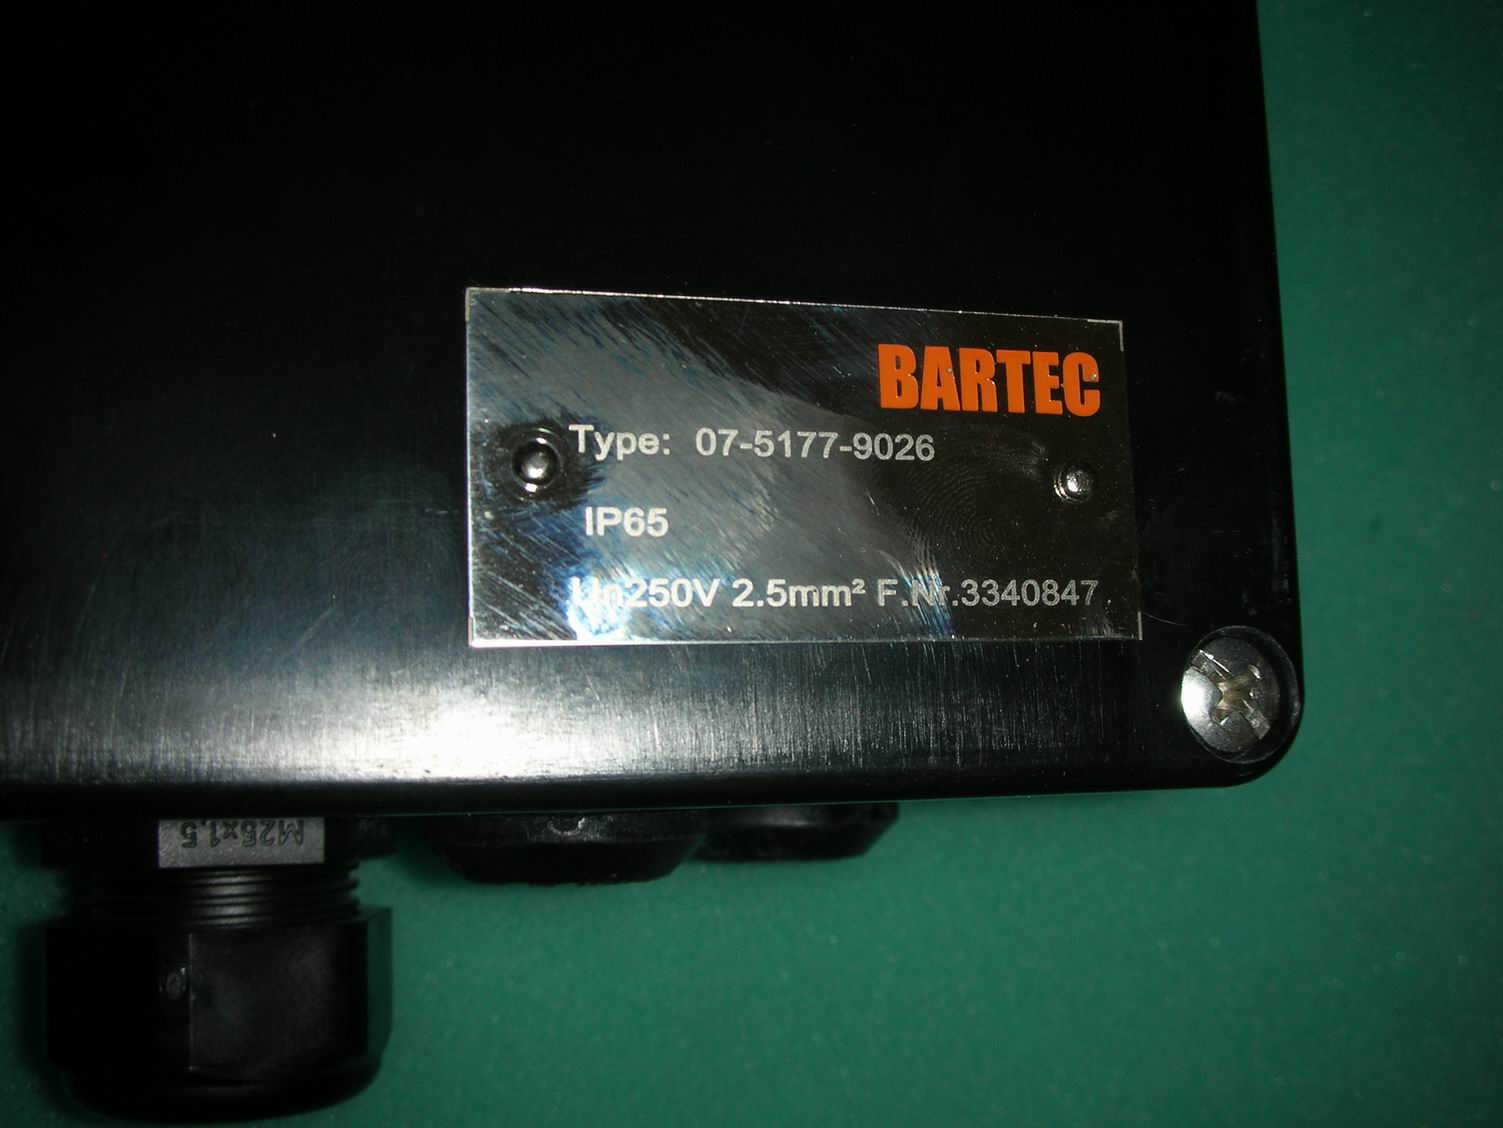 BARTEC
Type: 07-5177-9026
IP65
Un250V 2.5mm² F.Nr.3340847
M25x1,5